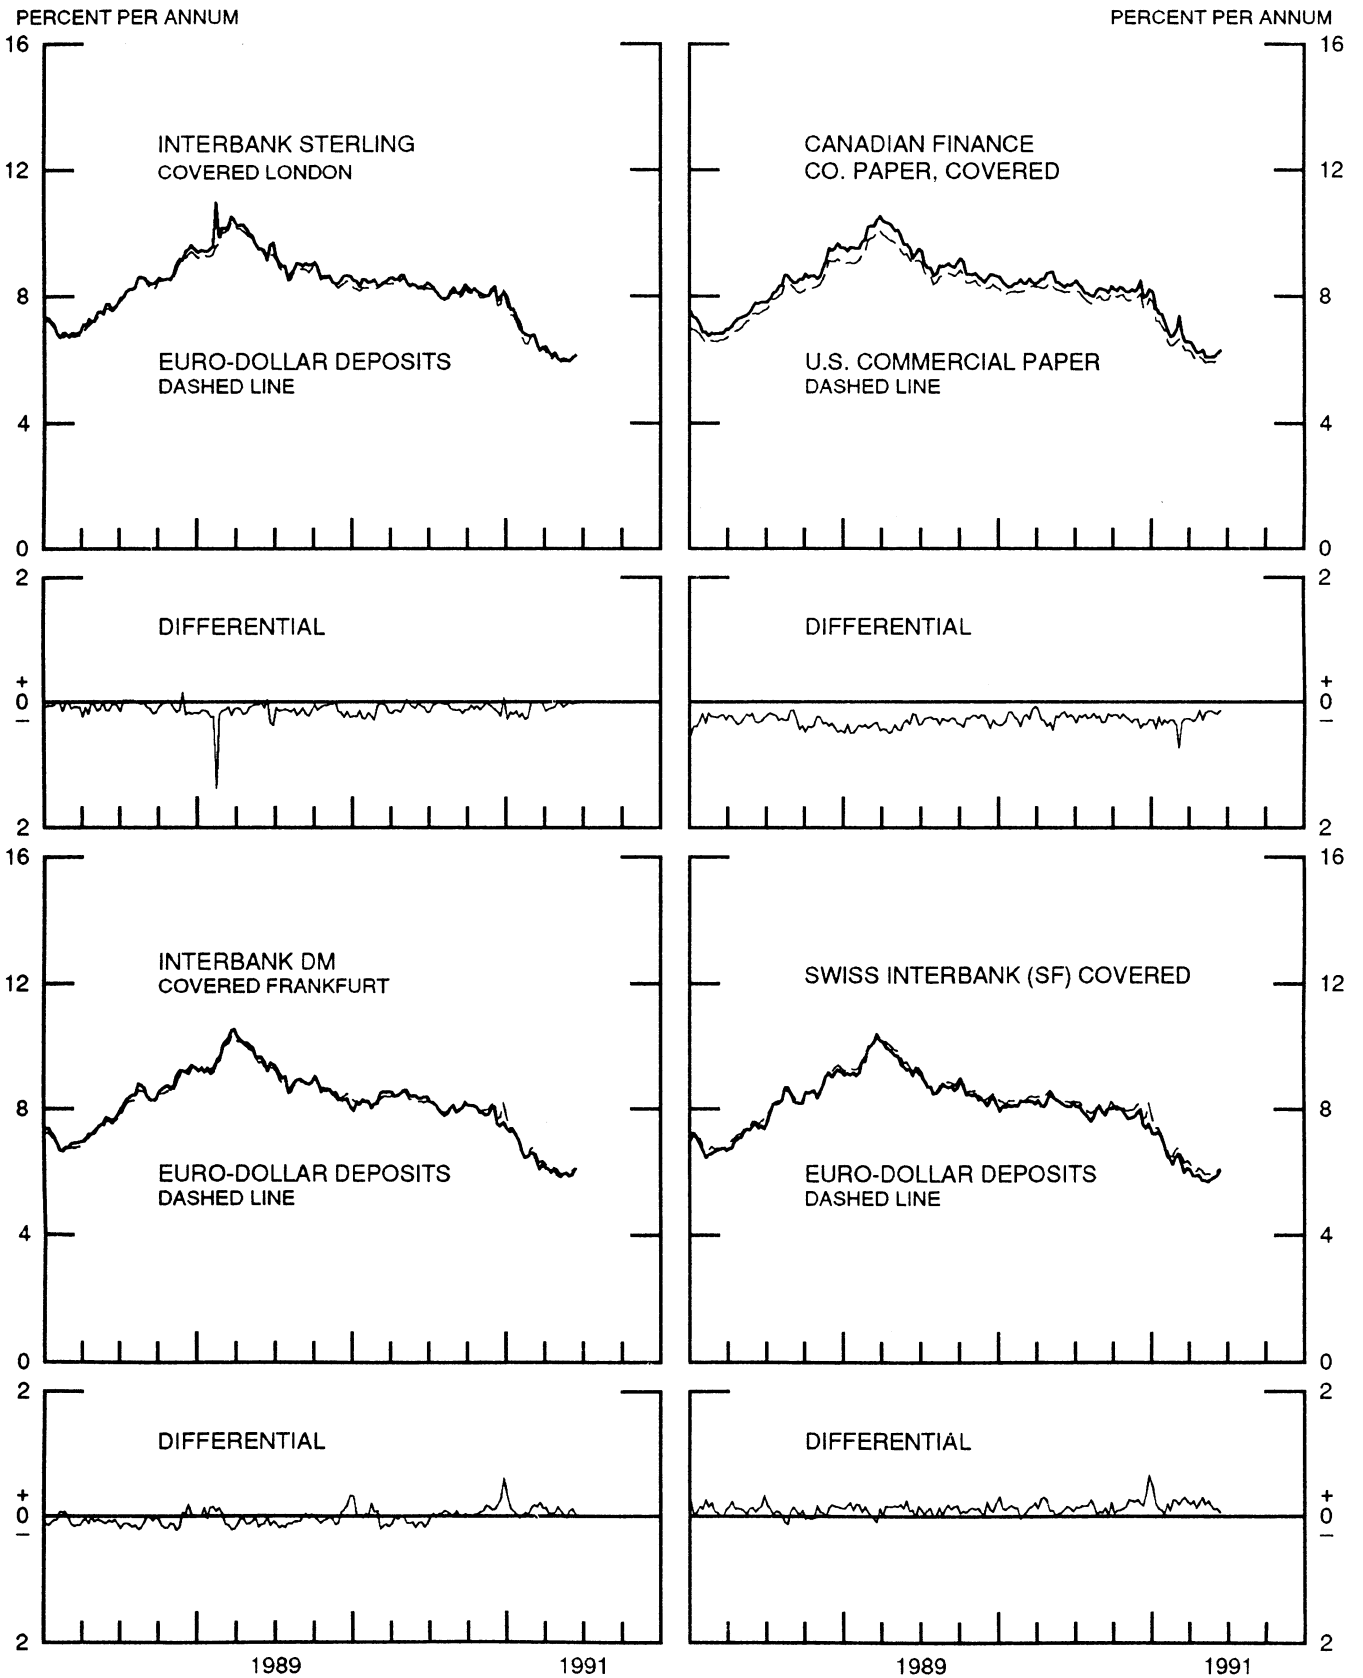 PERCENT PER ANNUM
PERCENT PER ANNUM
16
12
8
4
0
INTERBANK STERLING
COVERED LONDON
EURO-DOLLAR DEPOSITS
DASHED LINE
CANADIAN FINANCE
CO. PAPER, COVERED
U.S. COMMERCIAL PAPER
DASHED LINE
16
12
8
4
0
2
+
0
−
2
DIFFERENTIAL
DIFFERENTIAL
2
+
0
−
2
16
12
8
4
0
INTERBANK DM
COVERED FRANKFURT
EURO-DOLLAR DEPOSITS
DASHED LINE
SWISS INTERBANK (SF) COVERED
EURO-DOLLAR DEPOSITS
DASHED LINE
16
12
8
4
0
2
+
0
−
2
DIFFERENTIAL
DIFFERENTIAL
2
+
0
−
2
1989
1991
1989
1991